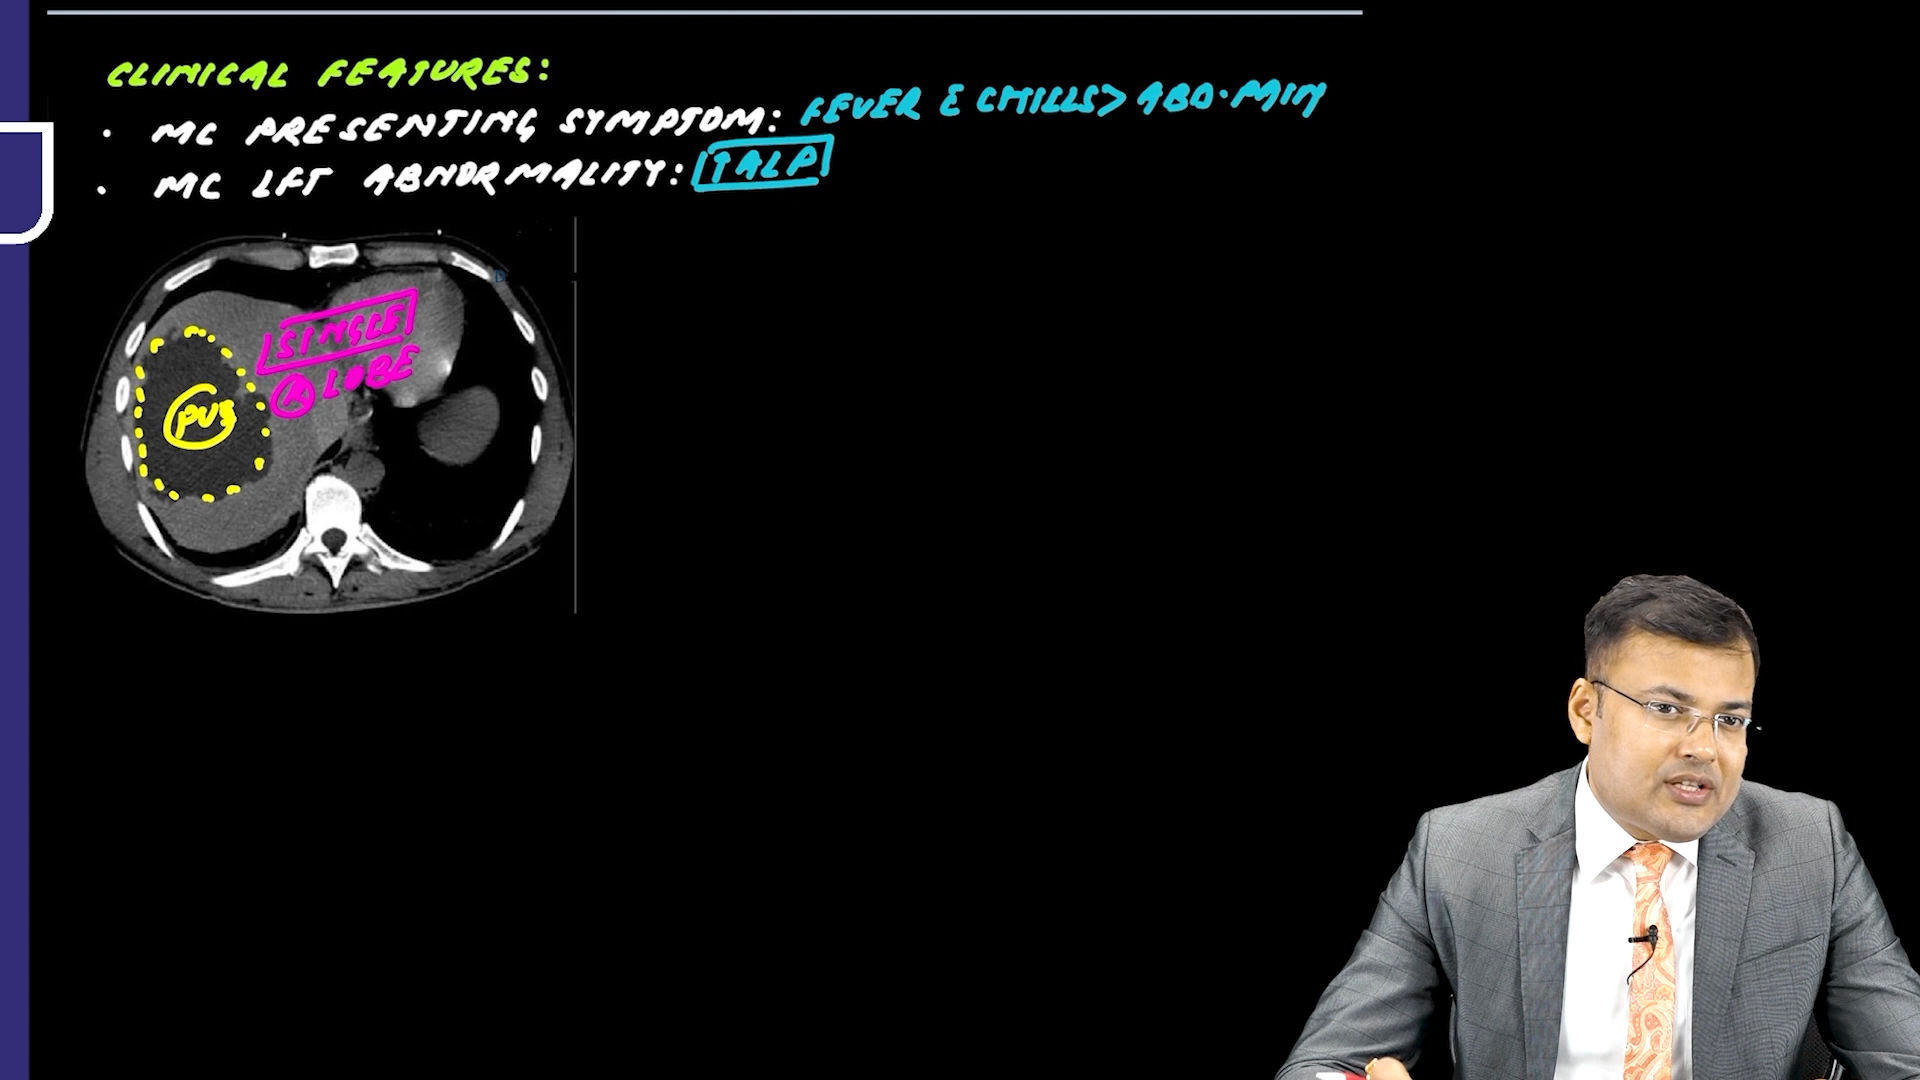 CLINICAL FEATURES:
• MC PRESENTING SYMPTOM: FEVER & CHILLS > ABD. PAIN
• MC LFT ABNORMALITY: ↑ALP
SINGLE
R LOBE
PUS